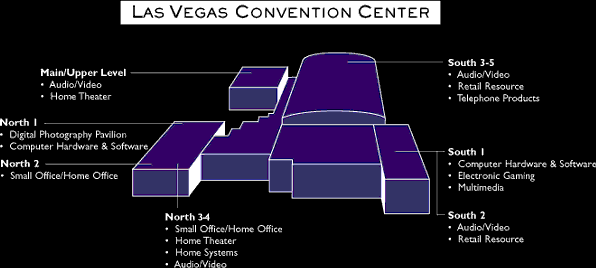 LAS VEGAS CONVENTION CENTER
Main/Upper Level
• Audio/Video
• Home Theater
North 1
• Digital Photography Pavilion
• Computer Hardware & Software
North 2
• Small Office/Home Office
North 3-4
• Small Office/Home Office
• Home Theater
• Home Systems
• Audio/Video
South 3-5
• Audio/Video
• Retail Resource
• Telephone Products
South 1
• Computer Hardware & Software
• Electronic Gaming
• Multimedia
South 2
• Audio/Video
• Retail Resource